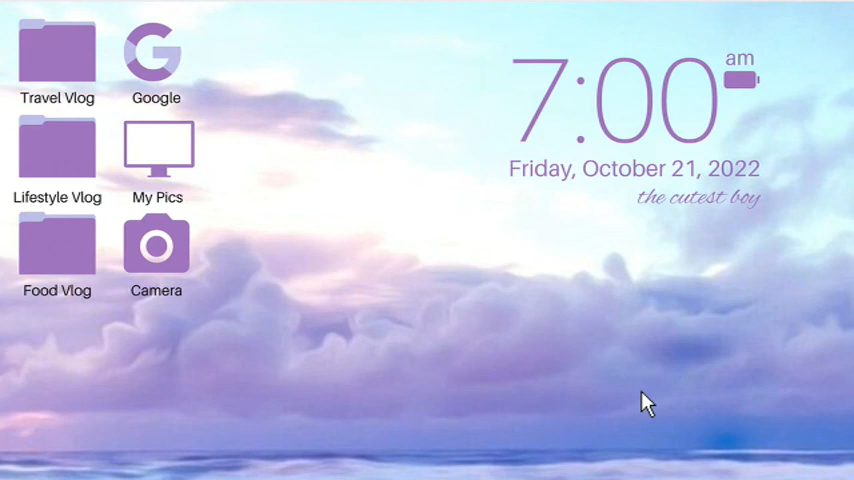 Travel Vlog
Google
Lifestyle Vlog
My Pics
Food Vlog
Camera
7:00 am
Friday, October 21, 2022
the cutest boy